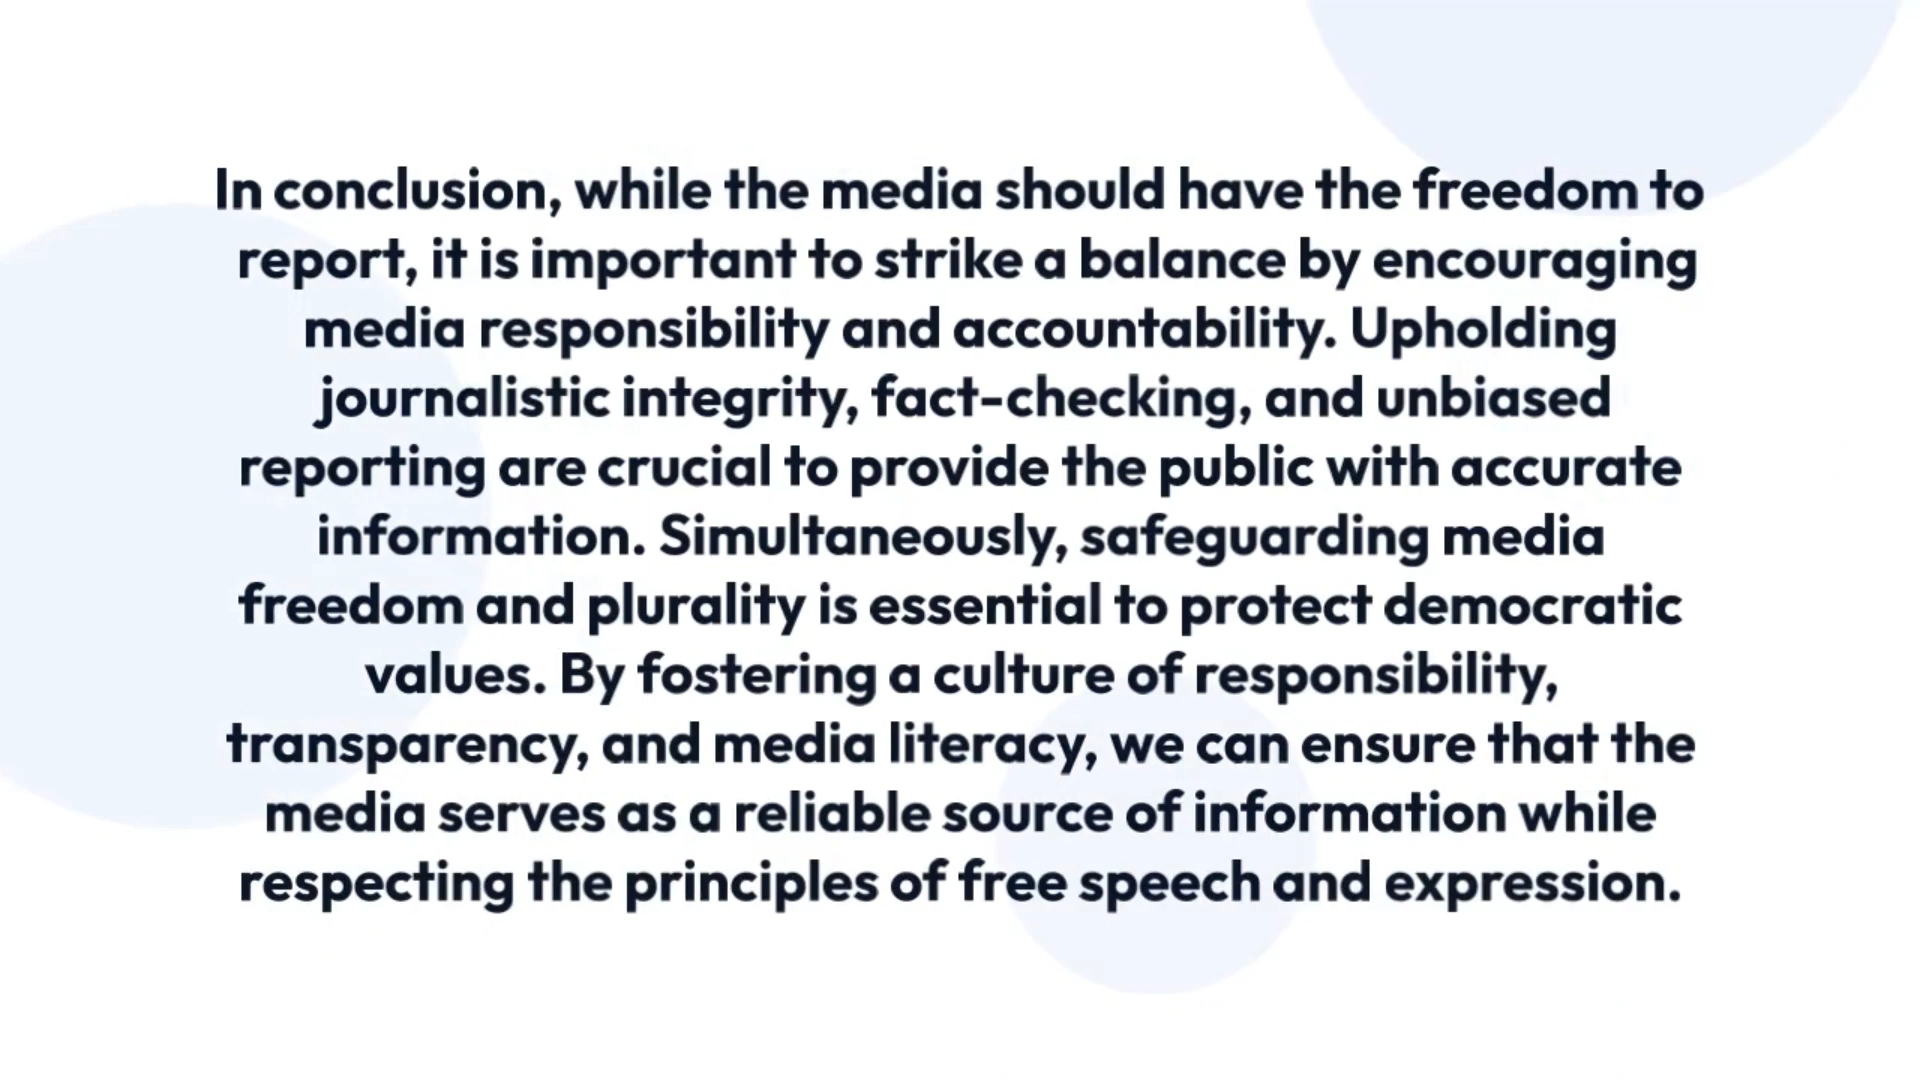 In conclusion, while the media should have the freedom to
report, it is important to strike a balance by encouraging
media responsibility and accountability. Upholding
journalistic integrity, fact-checking, and unbiased
reporting are crucial to provide the public with accurate
information. Simultaneously, safeguarding media
freedom and plurality is essential to protect democratic
values. By fostering a culture of responsibility,
transparency, and media literacy, we can ensure that the
media serves as a reliable source of information while
respecting the principles of free speech and expression.